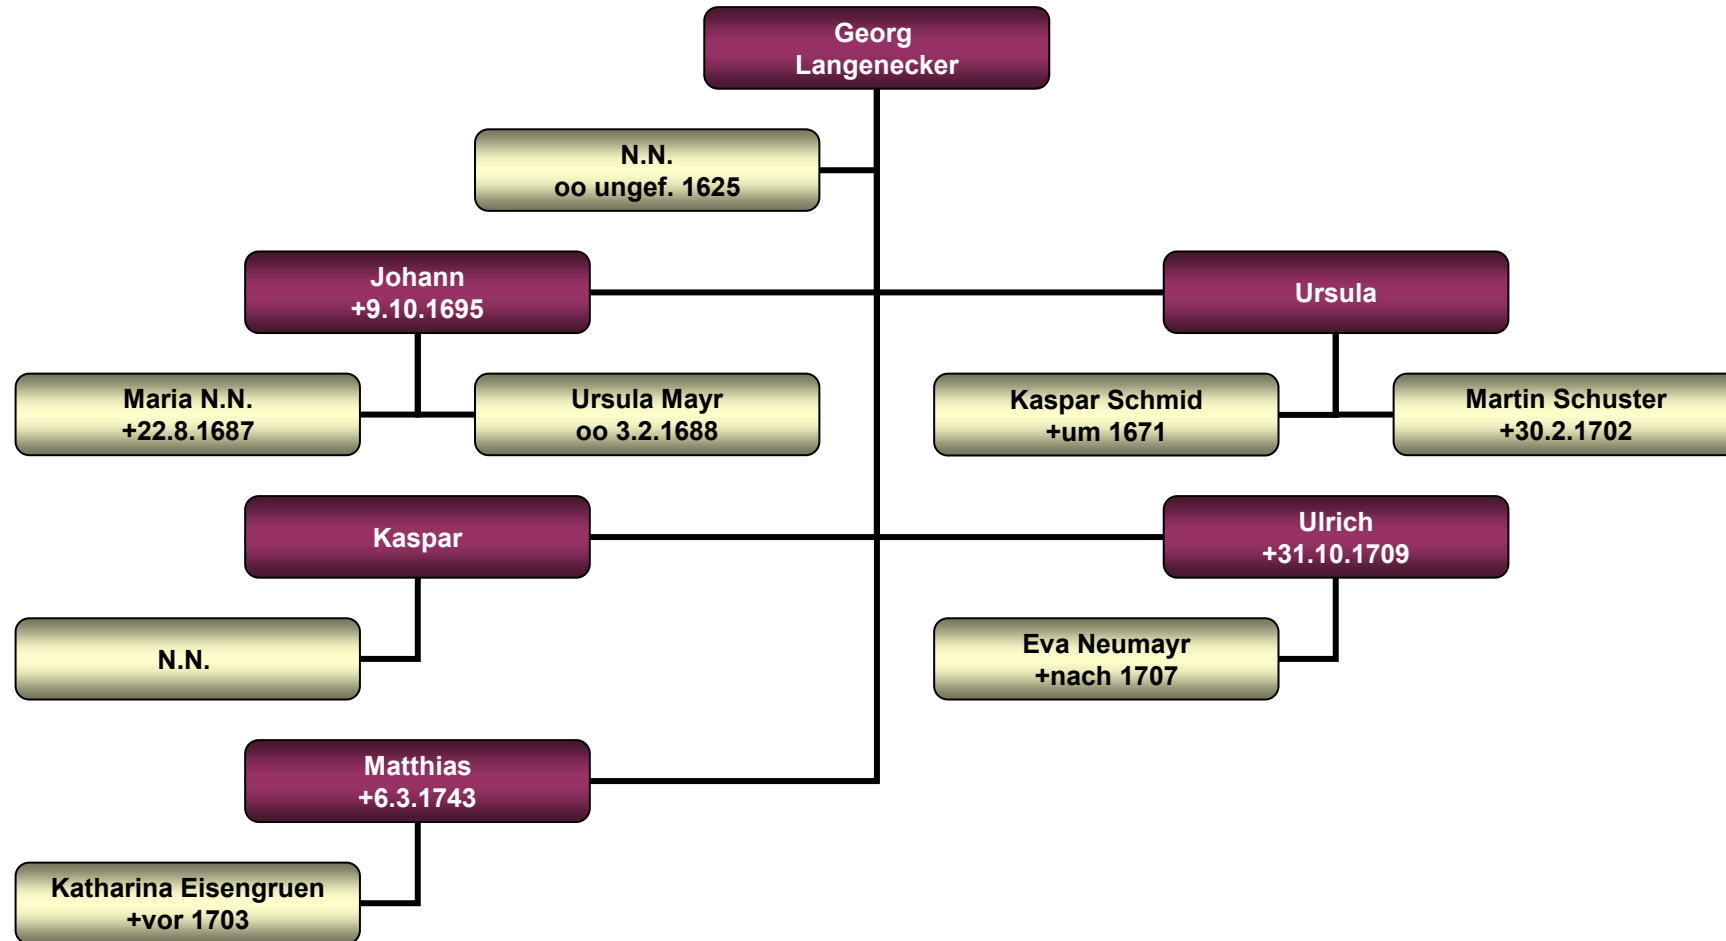 Georg
Langenecker
N.N.
oo ungef. 1625
Johann
+9.10.1695
Ursula
Maria N.N.
+22.8.1687
Ursula Mayr
oo 3.2.1688
Kaspar Schmid
+um 1671
Martin Schuster
+30.2.1702
Kaspar
Ulrich
+31.10.1709
N.N.
Eva Neumayr
+nach 1707
Matthias
+6.3.1743
Katharina Eisengruen
+vor 1703